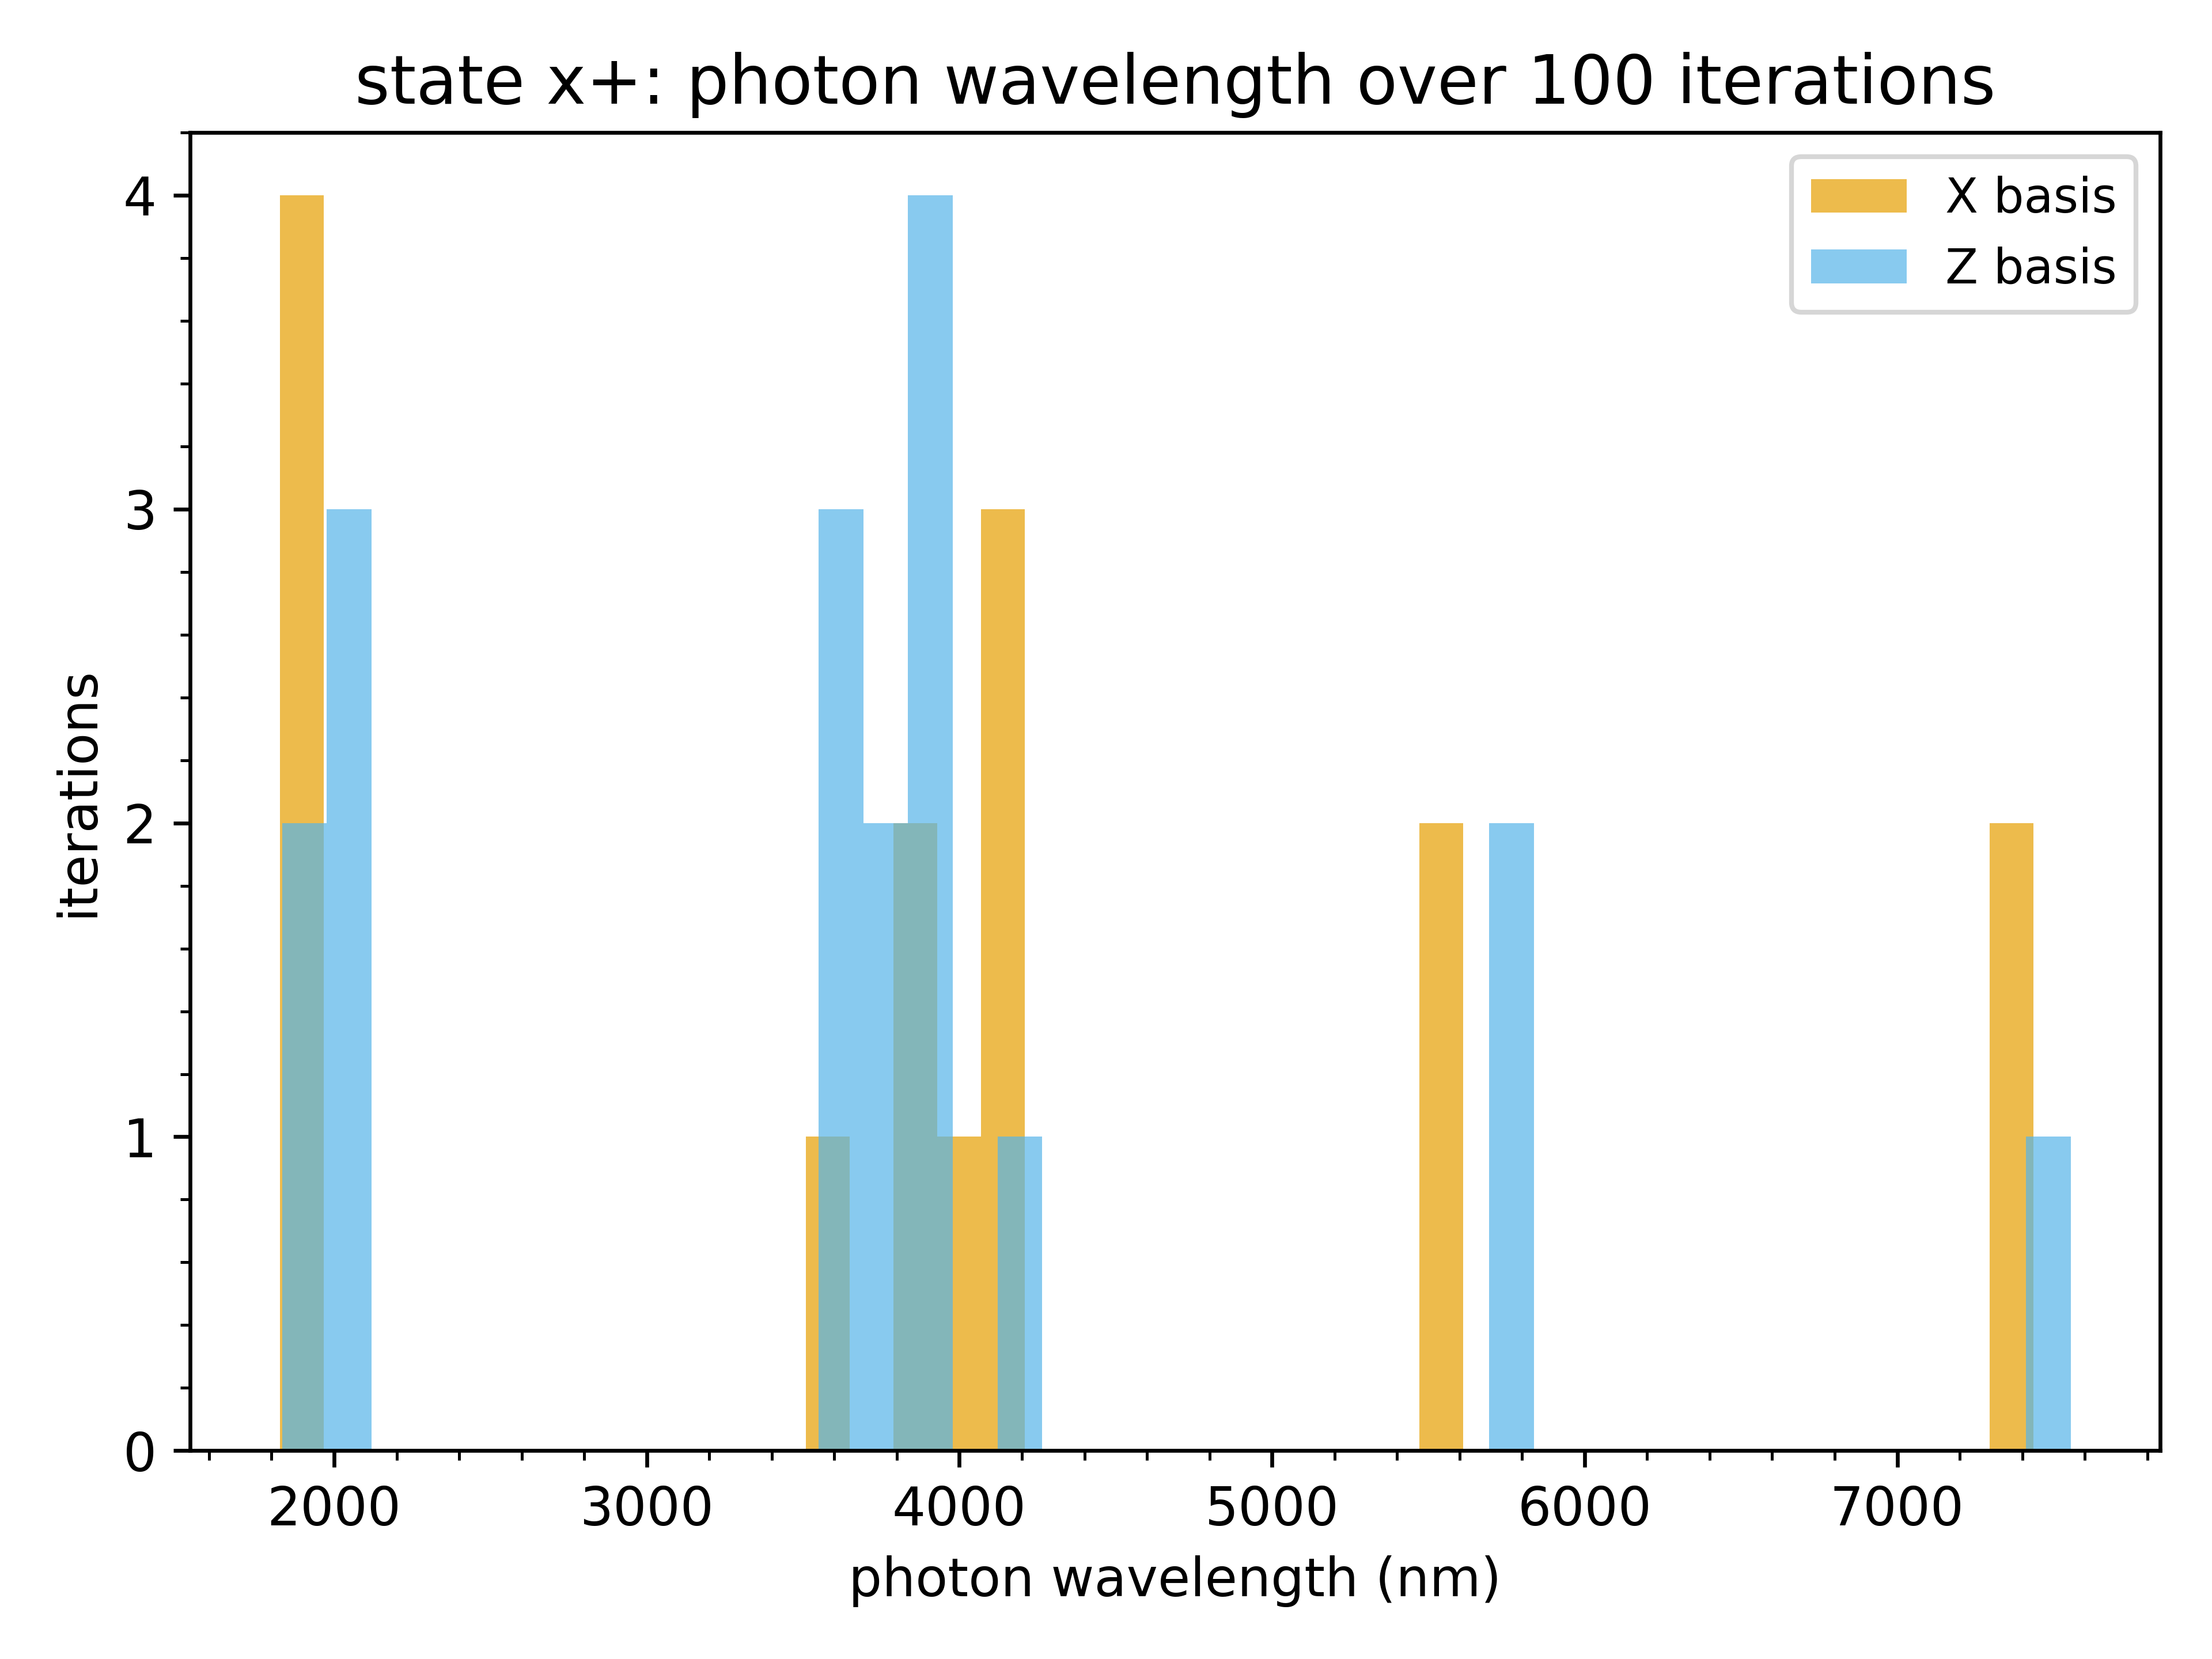 state x+: photon wavelength over 100 iterations
X basis
Z basis
4
3
2
1
0
iterations
2000 3000 4000 5000 6000 7000
photon wavelength (nm)